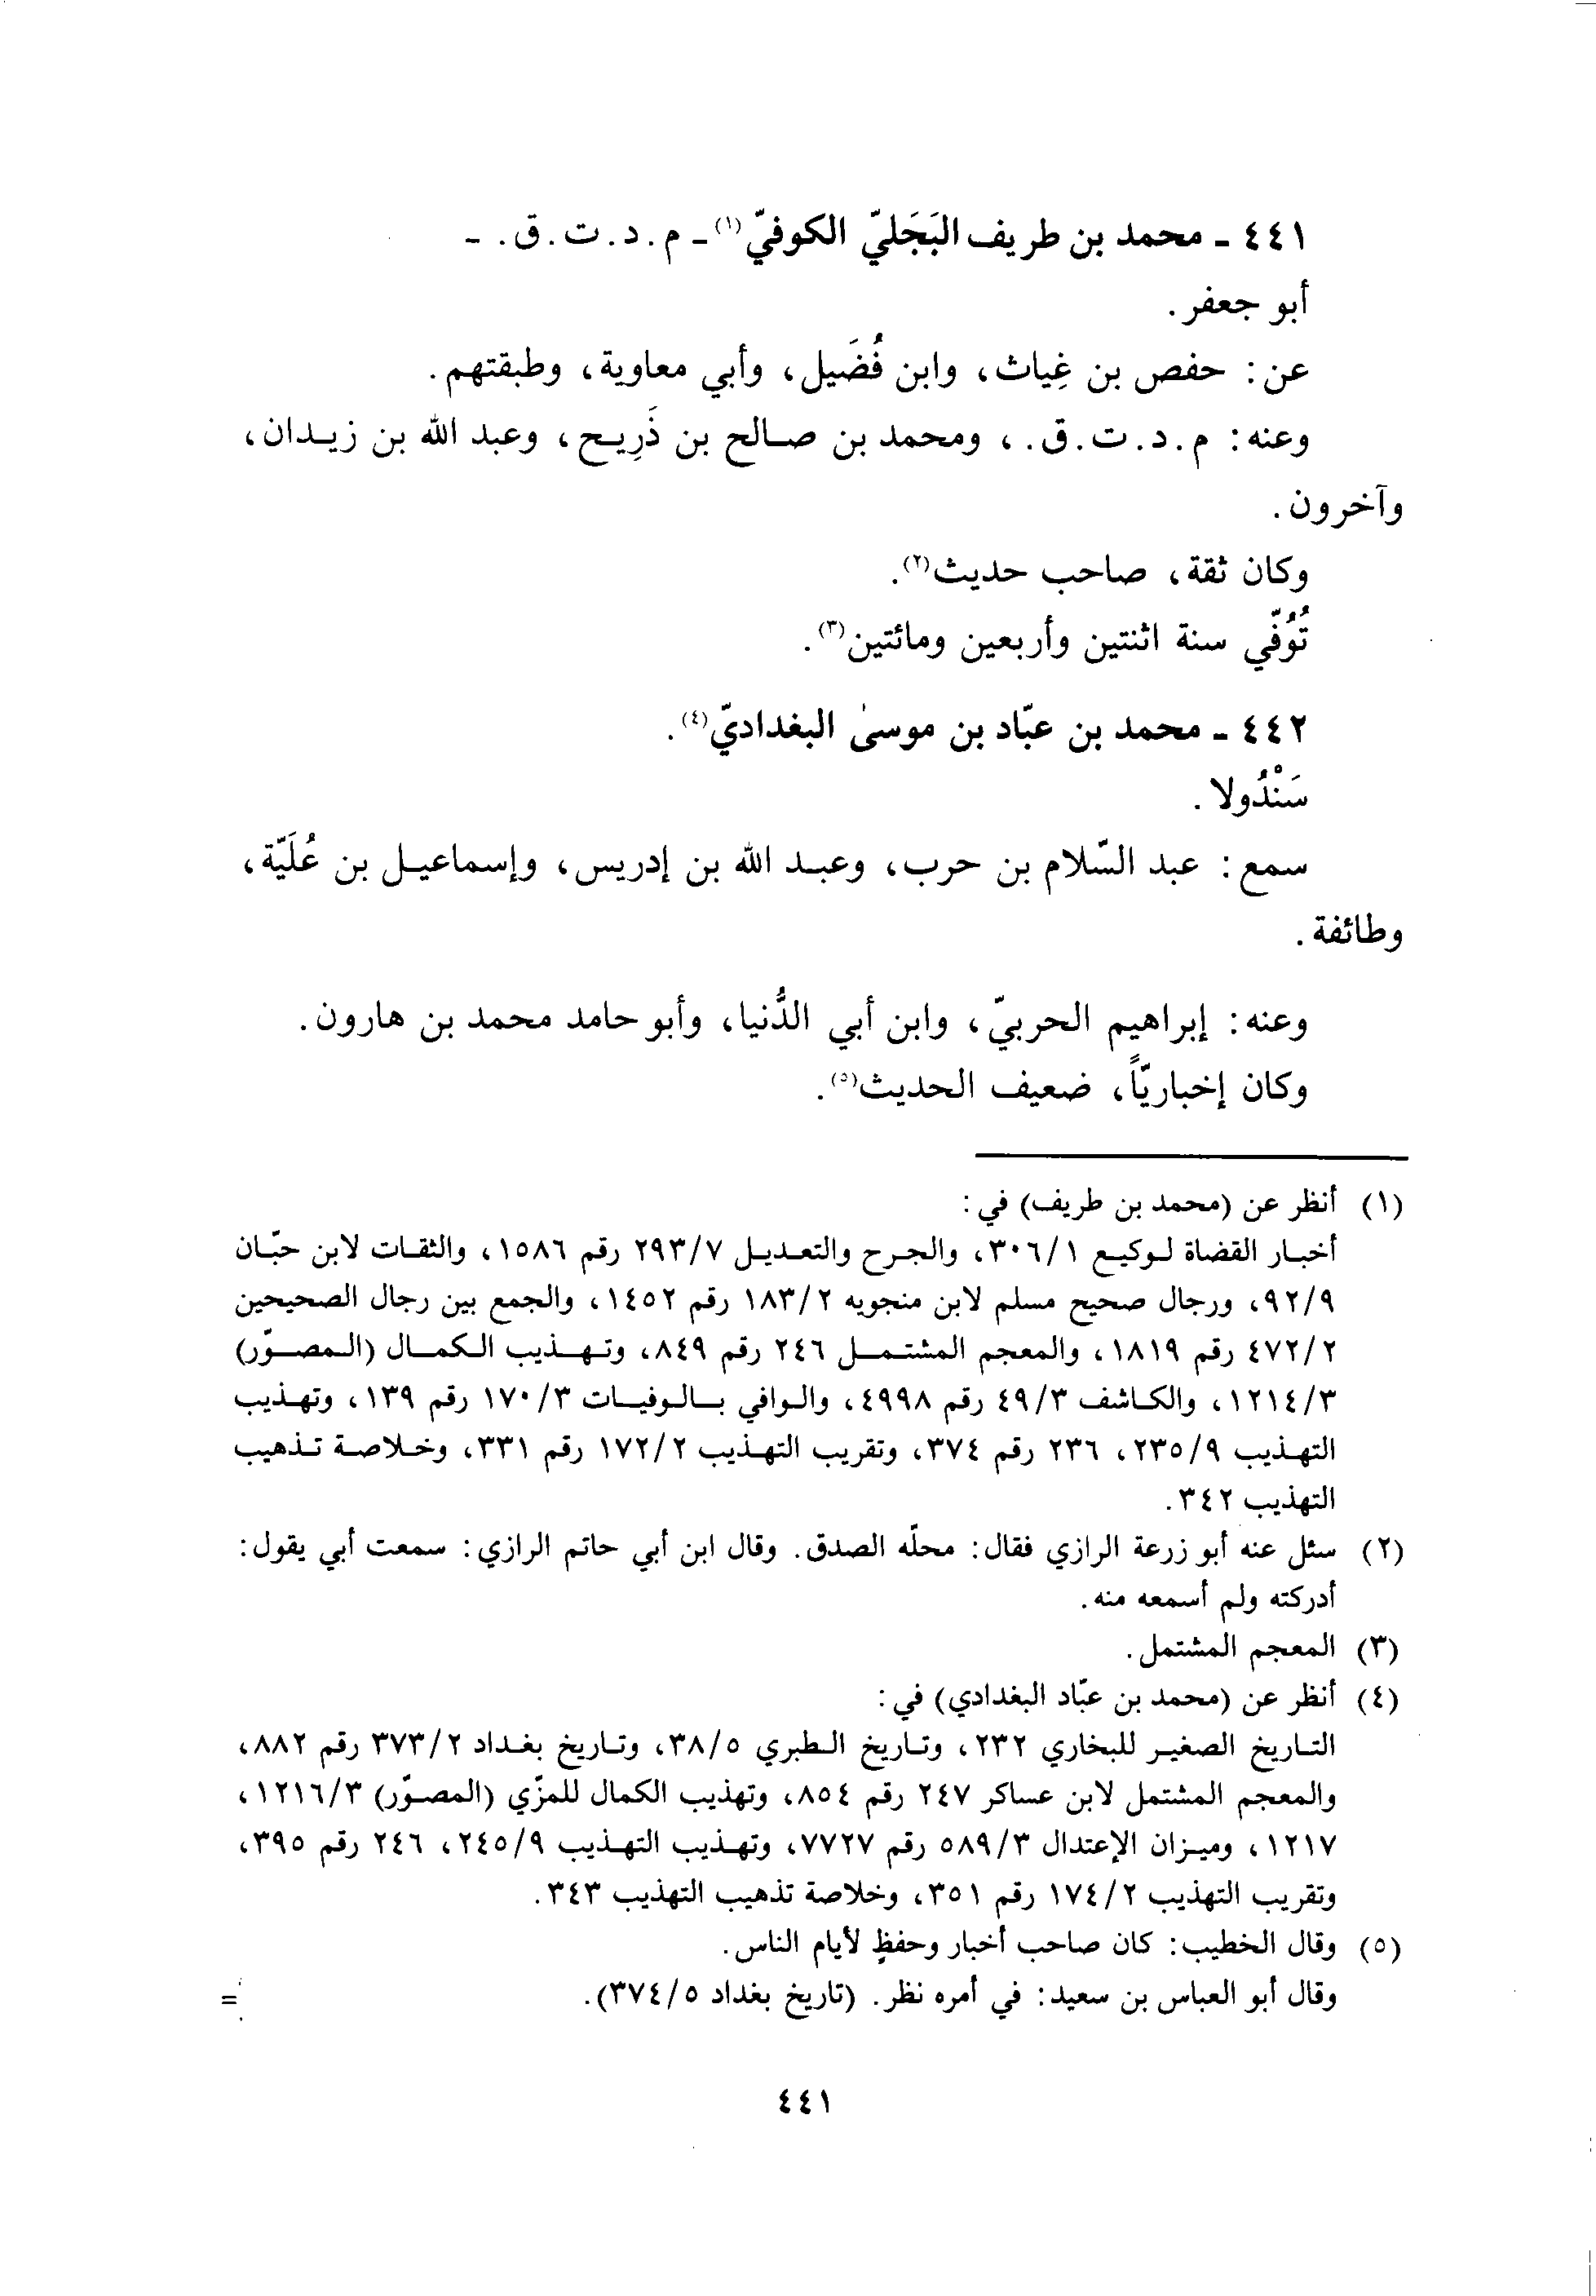 ٤٤١ - محمد بن طريف البَجَليّ الكوفيّ(١) - م. د. ت. ق. -
أبو جعفر.
عن: حفص بن غِياث، وابن فُضَيل، وأبي معاوية، وطبقتهم.
وعنه: م. د. ت. ق.، ومحمد بن صالح بن ذَرِيح، وعبد الله بن زيدان،
وآخرون.
وكان ثقة، صاحب حديث(٢).
تُوُفّي سنة اثنتين وأربعين ومائتين(٣).
٤٤٢ - محمد بن عبّاد بن موسىٰ البغداديّ(٤).
سَنْدُولا.
سمع: عبد السّلام بن حرب، وعبد الله بن إدريس، وإسماعيل بن عُلَيّة،
وطائفة.
وعنه: إبراهيم الحربيّ، وابن أبي الدُّنيا، وأبو حامد محمد بن هارون.
وكان إخباريّاً، ضعيف الحديث(٥).
(١) أنظر عن (محمد بن طريف) في:
أخبار القضاة لوكيع ٣٠٦/١، والجرح والتعديل ٢٩٣/٧ رقم ١٥٨٦، والثقات لابن حبّان
٩٢/٩، ورجال صحيح مسلم لابن منجويه ١٨٣/٢ رقم ١٤٥٢، والجمع بين رجال الصحيحين
٤٧٢/٢ رقم ١٨١٩، والمعجم المشتمل ٢٤٦ رقم ٨٤٩، وتهذيب الكمال (المصوّر)
١٢١٤/٣، والكاشف ٤٩/٣ رقم ٤٩٩٨، والوافي بالوفيات ١٧٠/٣ رقم ١٣٩، وتهذيب
التهذيب ٢٣٥/٩، ٢٣٦ رقم ٣٧٤، وتقريب التهذيب ١٧٢/٢ رقم ٣٣١، وخلاصة تذهيب
التهذيب ٣٤٢.
(٢) سئل عنه أبو زرعة الرازي فقال: محلّه الصدق. وقال ابن أبي حاتم الرازي: سمعت أبي يقول:
أدركته ولم أسمعه منه.
(٣) المعجم المشتمل.
(٤) أنظر عن (محمد بن عبّاد البغدادي) في:
التاريخ الصغير للبخاري ٢٣٢، وتاريخ الطبري ٣٨/٥، وتاريخ بغداد ٣٧٣/٢ رقم ٨٨٢،
والمعجم المشتمل لابن عساكر ٢٤٧ رقم ٨٥٤، وتهذيب الكمال للمزّي (المصوّر) ١٢١٦/٣،
١٢١٧، وميزان الإعتدال ٥٨٩/٣ رقم ٧٧٢٧، وتهذيب التهذيب ٢٤٥/٩، ٢٤٦ رقم ٣٩٥،
وتقريب التهذيب ١٧٤/٢ رقم ٣٥١، وخلاصة تذهيب التهذيب ٣٤٣.
(٥) وقال الخطيب: كان صاحب أخبار وحفظٍ لأيام الناس.
وقال أبو العباس بن سعيد: في أمره نظر. (تاريخ بغداد ٣٧٤/٥). =
٤٤١